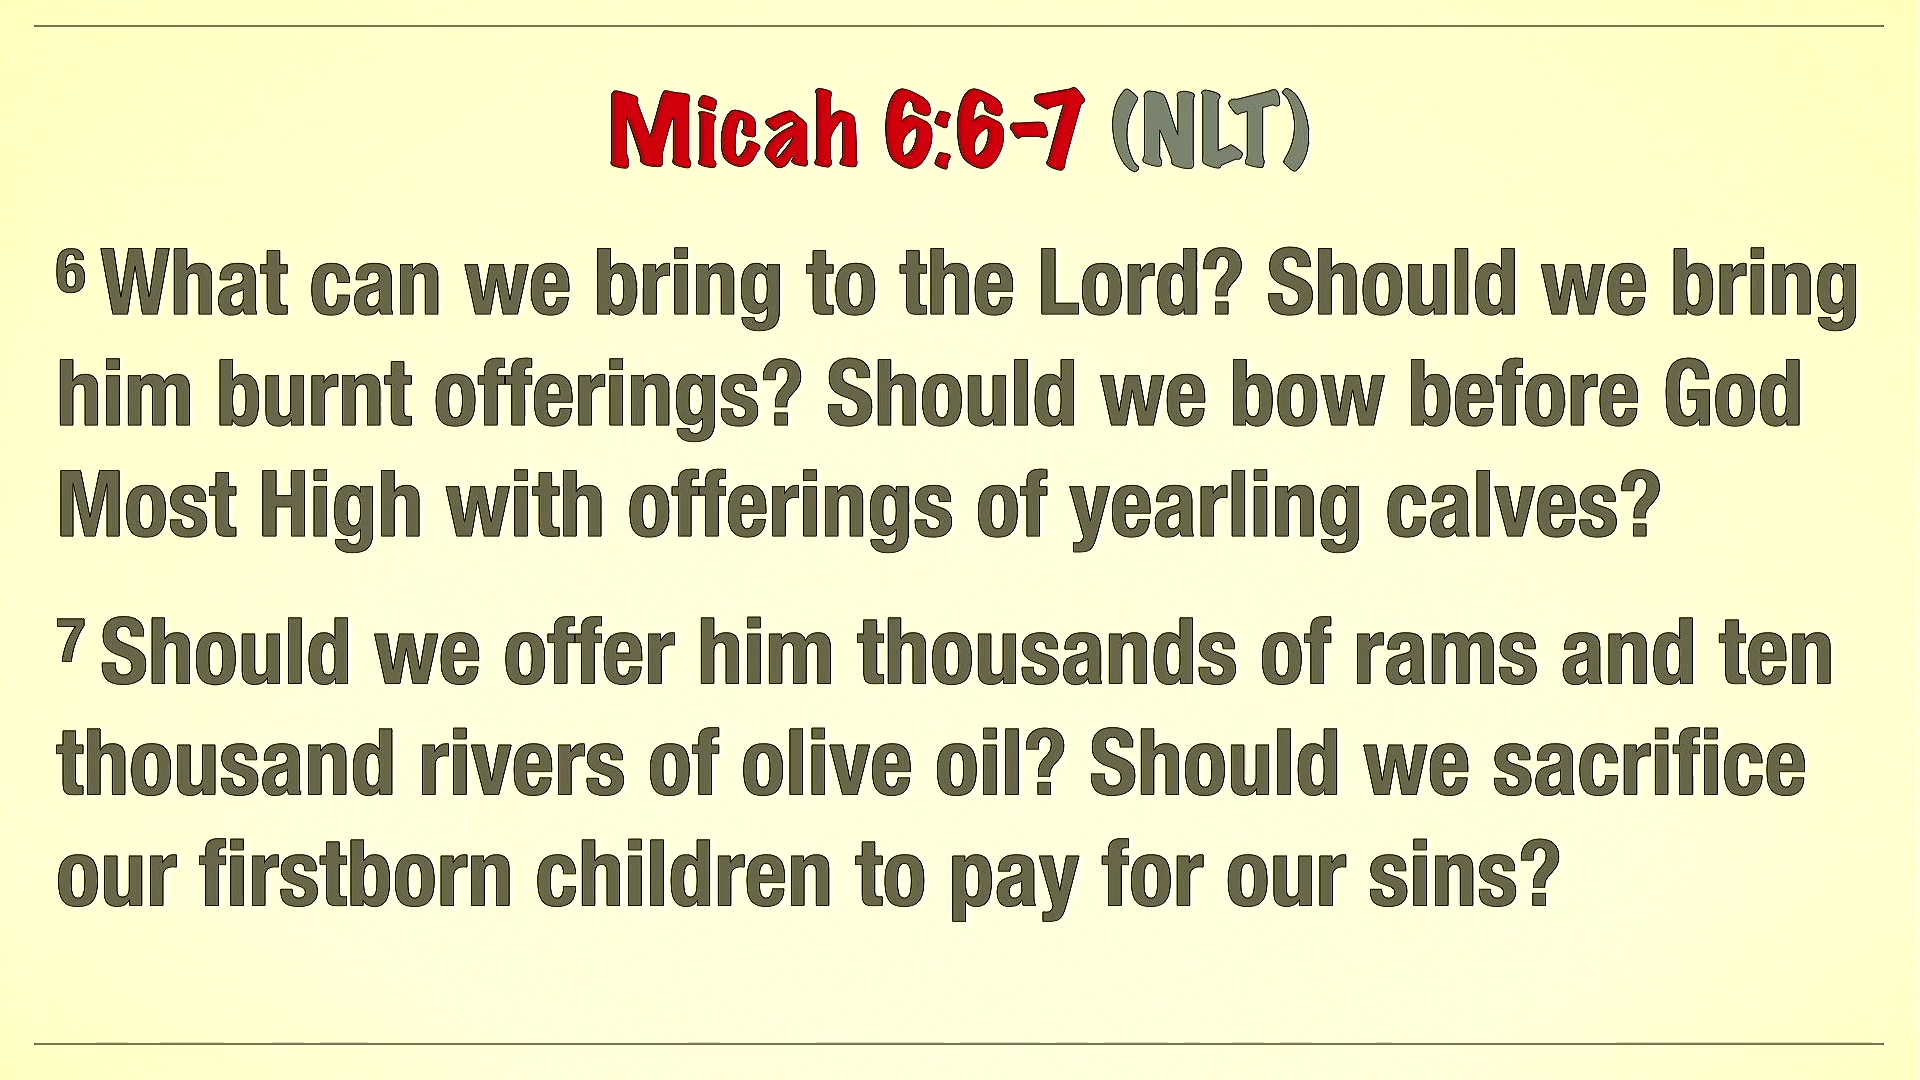 Micah 6:6-7 (NLT)
6 What can we bring to the Lord? Should we bring
him burnt offerings? Should we bow before God
Most High with offerings of yearling calves?
7 Should we offer him thousands of rams and ten
thousand rivers of olive oil? Should we sacrifice
our firstborn children to pay for our sins?